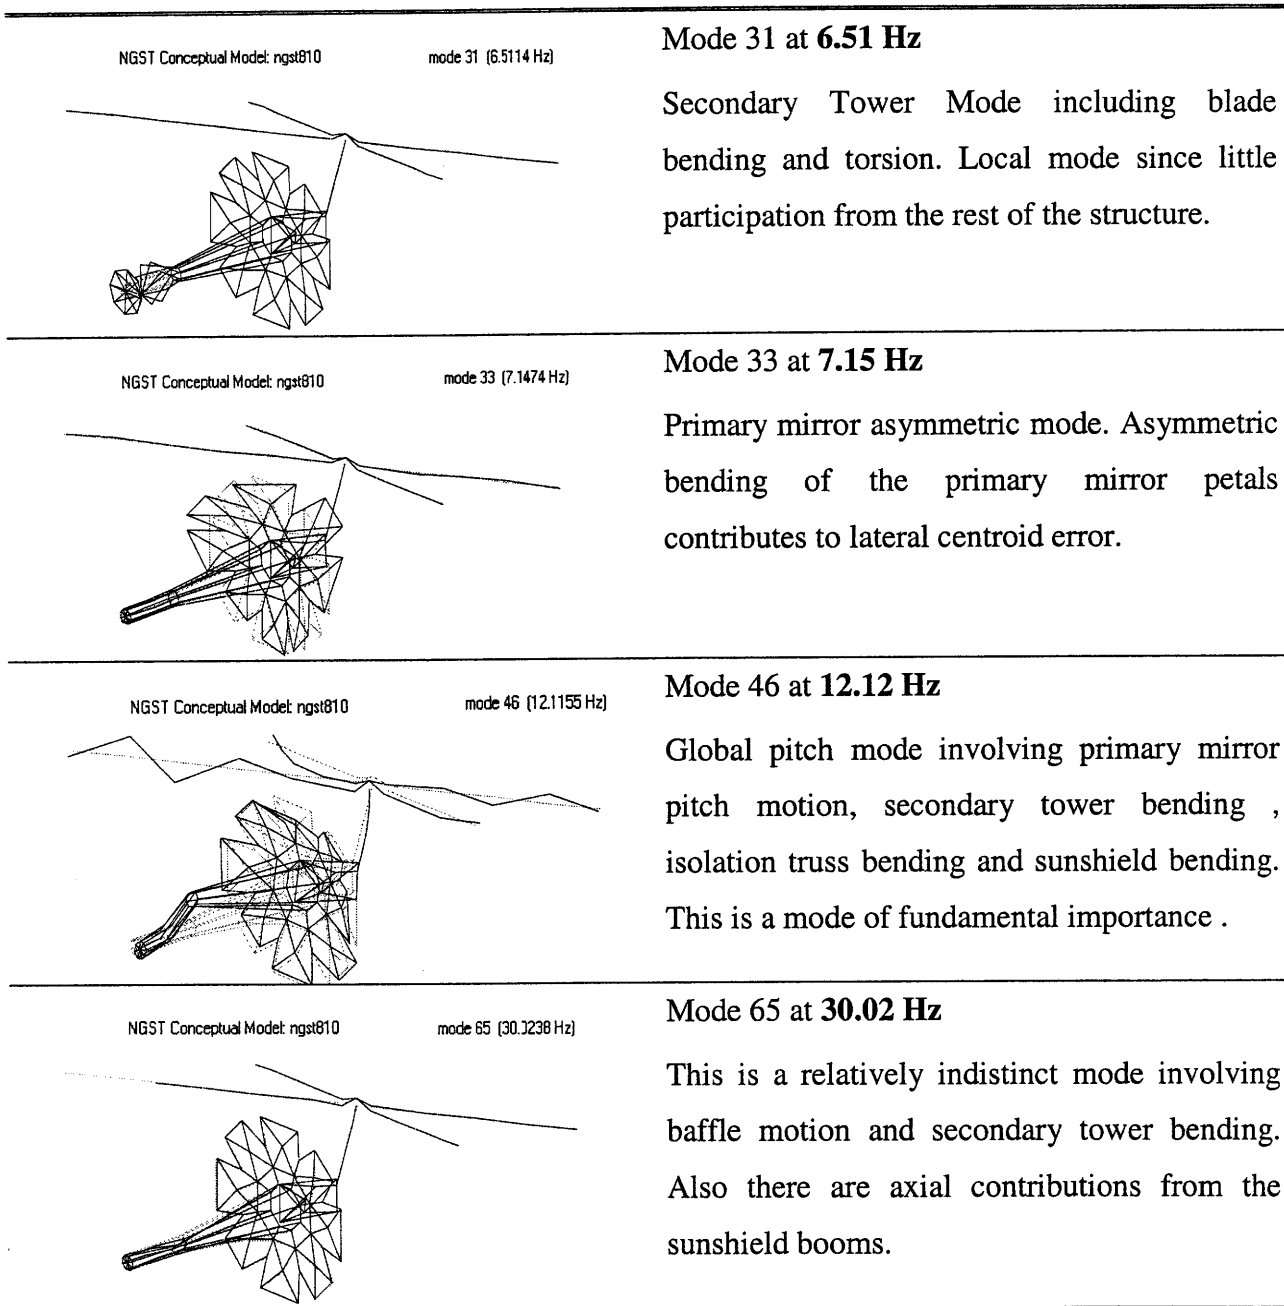 NGST Conceptual Model: ngst810
mode 31 (6.5114 Hz)
Mode 31 at 6.51 Hz
Secondary Tower Mode including blade
bending and torsion. Local mode since little
participation from the rest of the structure.
NGST Conceptual Model: ngst810
mode 33 (7.1474 Hz)
Mode 33 at 7.15 Hz
Primary mirror asymmetric mode. Asymmetric
bending of the primary mirror petals
contributes to lateral centroid error.
NGST Conceptual Model: ngst810
mode 46 (12.1155 Hz)
Mode 46 at 12.12 Hz
Global pitch mode involving primary mirror
pitch motion, secondary tower bending ,
isolation truss bending and sunshield bending.
This is a mode of fundamental importance .
NGST Conceptual Model: ngst810
mode 65 (30.0238 Hz)
Mode 65 at 30.02 Hz
This is a relatively indistinct mode involving
baffle motion and secondary tower bending.
Also there are axial contributions from the
sunshield booms.